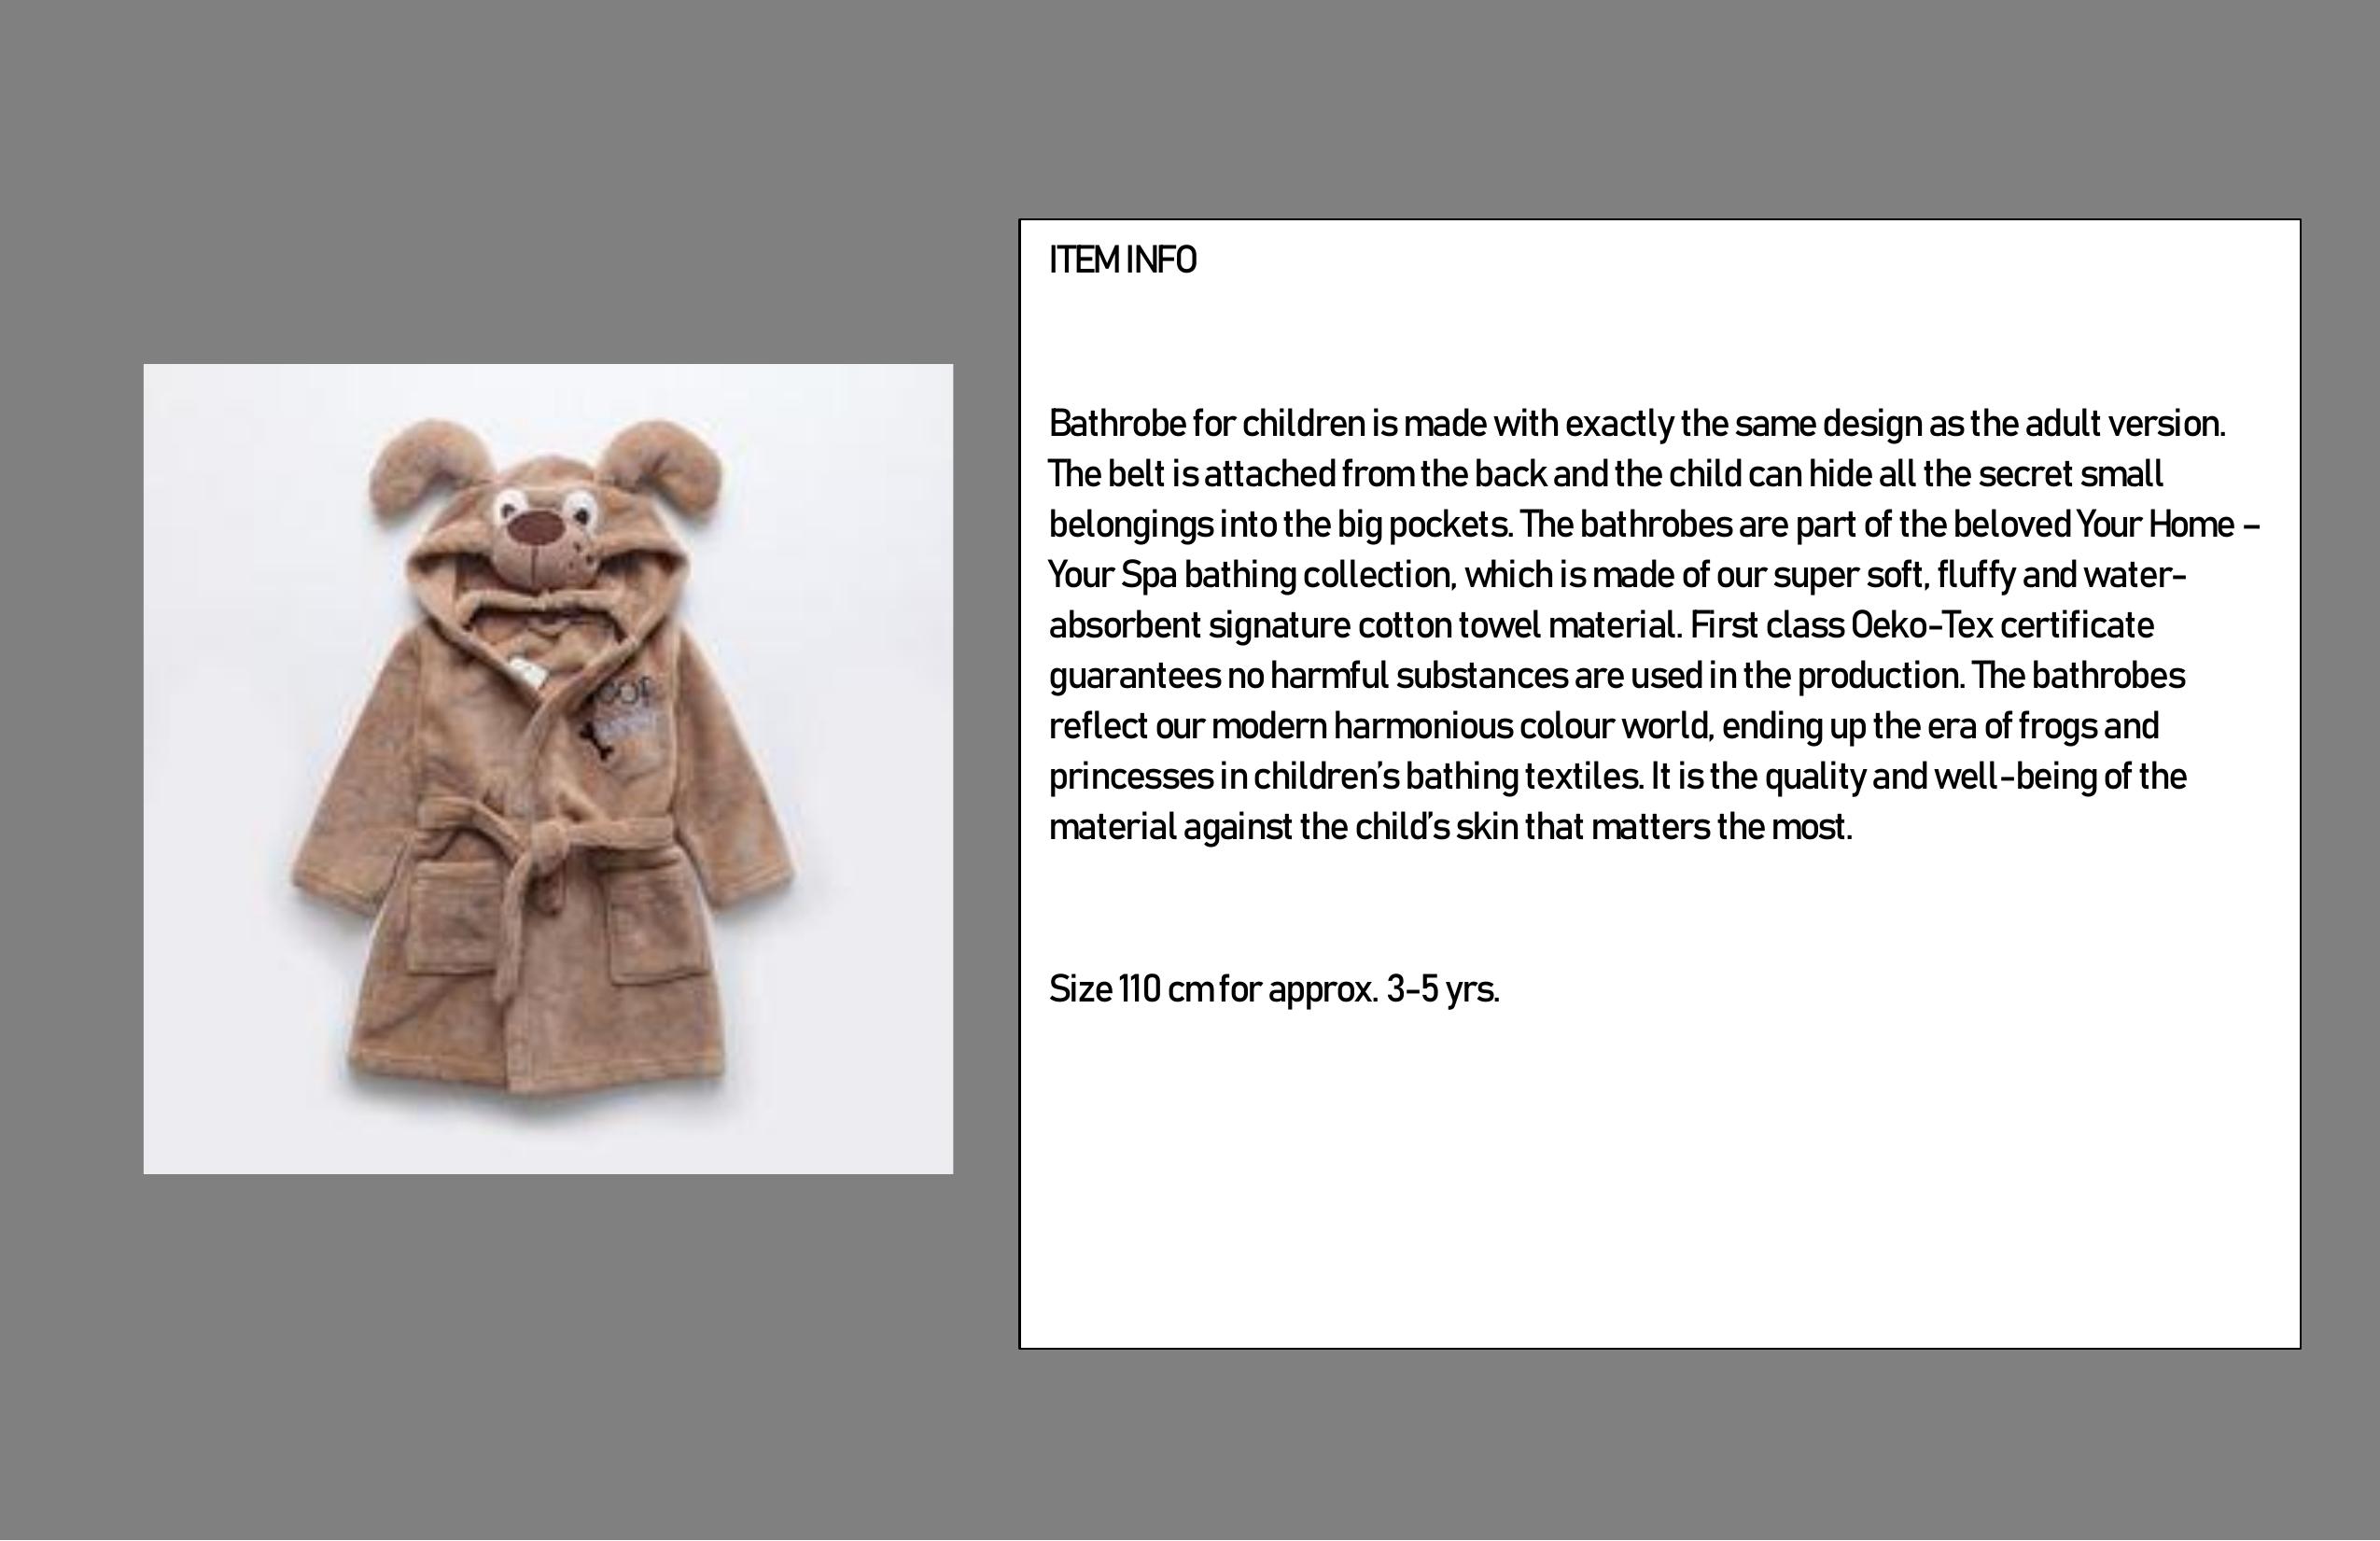 ITEM INFO
Bathrobe for children is made with exactly the same design as the adult version.
The belt is attached from the back and the child can hide all the secret small
belongings into the big pockets. The bathrobes are part of the beloved Your Home –
Your Spa bathing collection, which is made of our super soft, fluffy and water-
absorbent signature cotton towel material. First class Oeko-Tex certificate
guarantees no harmful substances are used in the production. The bathrobes
reflect our modern harmonious colour world, ending up the era of frogs and
princesses in children’s bathing textiles. It is the quality and well-being of the
material against the child’s skin that matters the most.
Size 110 cm for approx. 3-5 yrs.